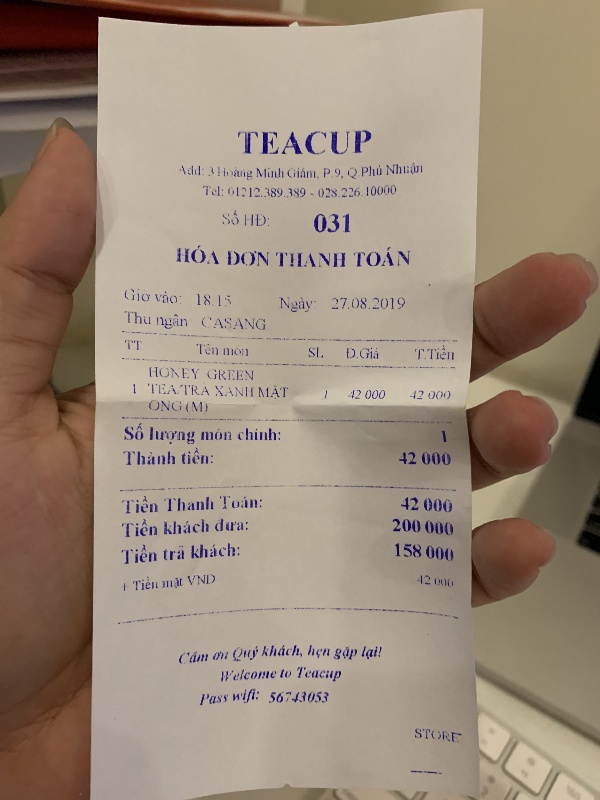 TEACUP
Add: 3 Hoàng Minh Giám, P.9, Q Phú Nhuận
Tel: 01212.389.389 - 028.226.10000
Số HĐ: 031
HÓA ĐƠN THANH TOÁN
Giờ vào: 18.15 Ngày: 27.08.2019
Thu ngân CASANG
TT Tên món SL Đ.Giá T.Tiền
HONEY GREEN
1 TEA/TRÀ XANH MẬT 1 42 000 42 000
ONG (M)
Số lượng món chính: 1
Thành tiền: 42 000
Tiền Thanh Toán: 42 000
Tiền khách đưa: 200 000
Tiền trả khách: 158 000
+ Tiền mặt VND 42 000
Cảm ơn Quý khách, hẹn gặp lại!
Welcome to Teacup
Pass wifi: 56743053
STORE